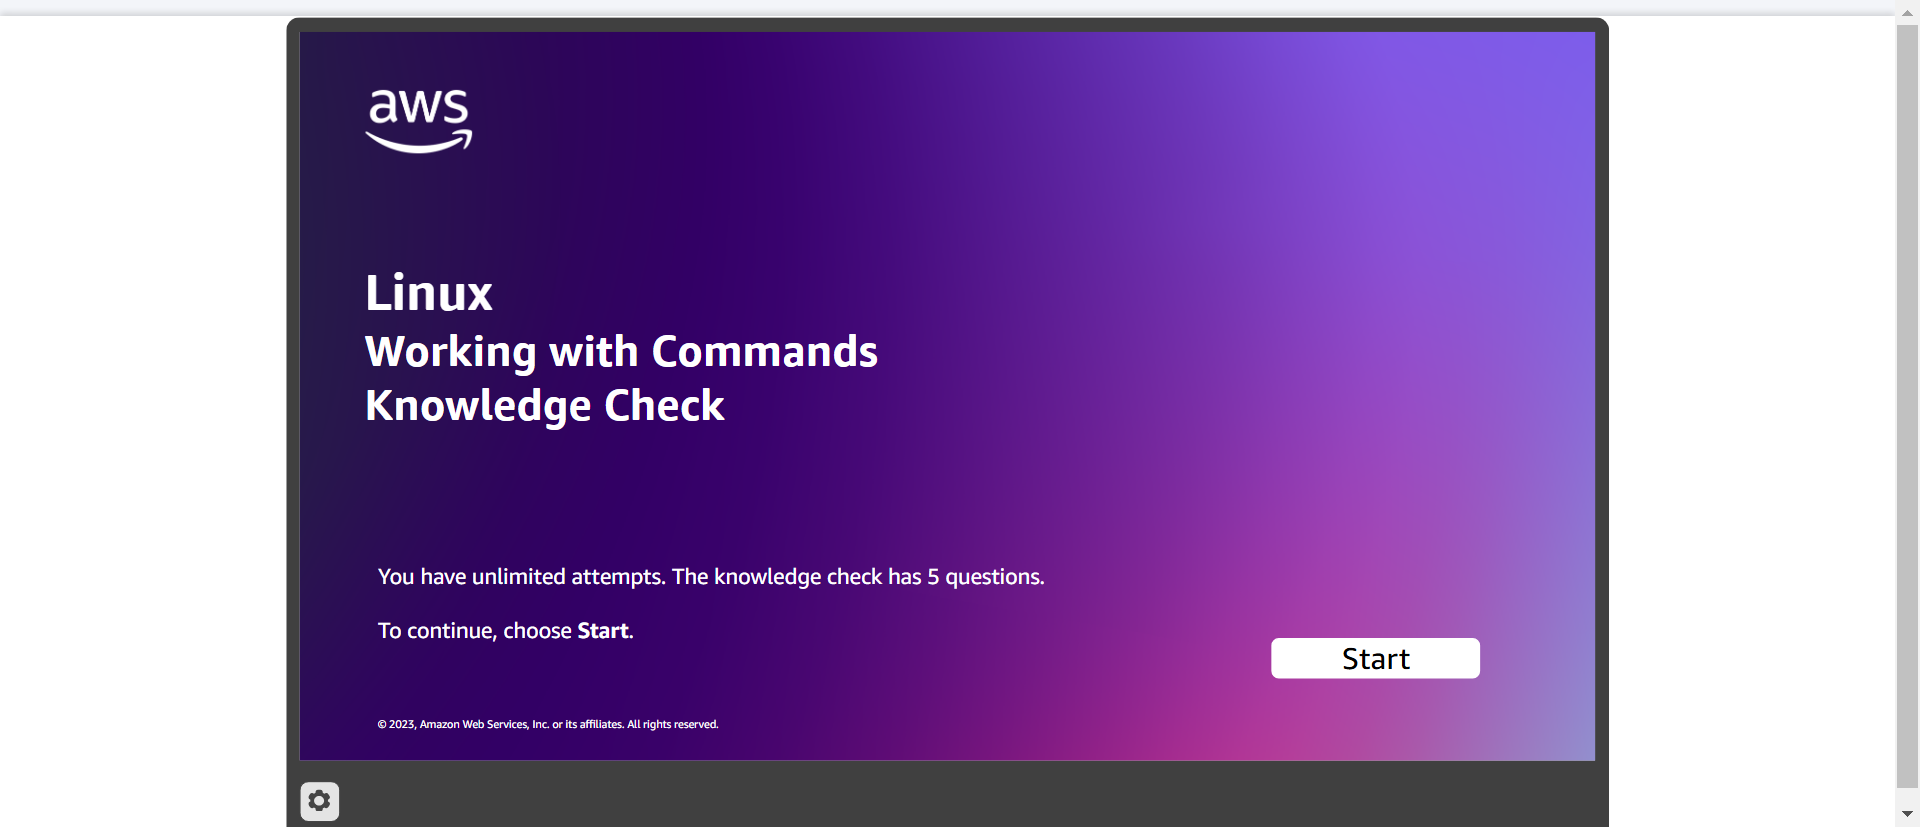 aws
Linux
Working with Commands
Knowledge Check
You have unlimited attempts. The knowledge check has 5 questions.
To continue, choose Start.
Start
© 2023, Amazon Web Services, Inc. or its affiliates. All rights reserved.